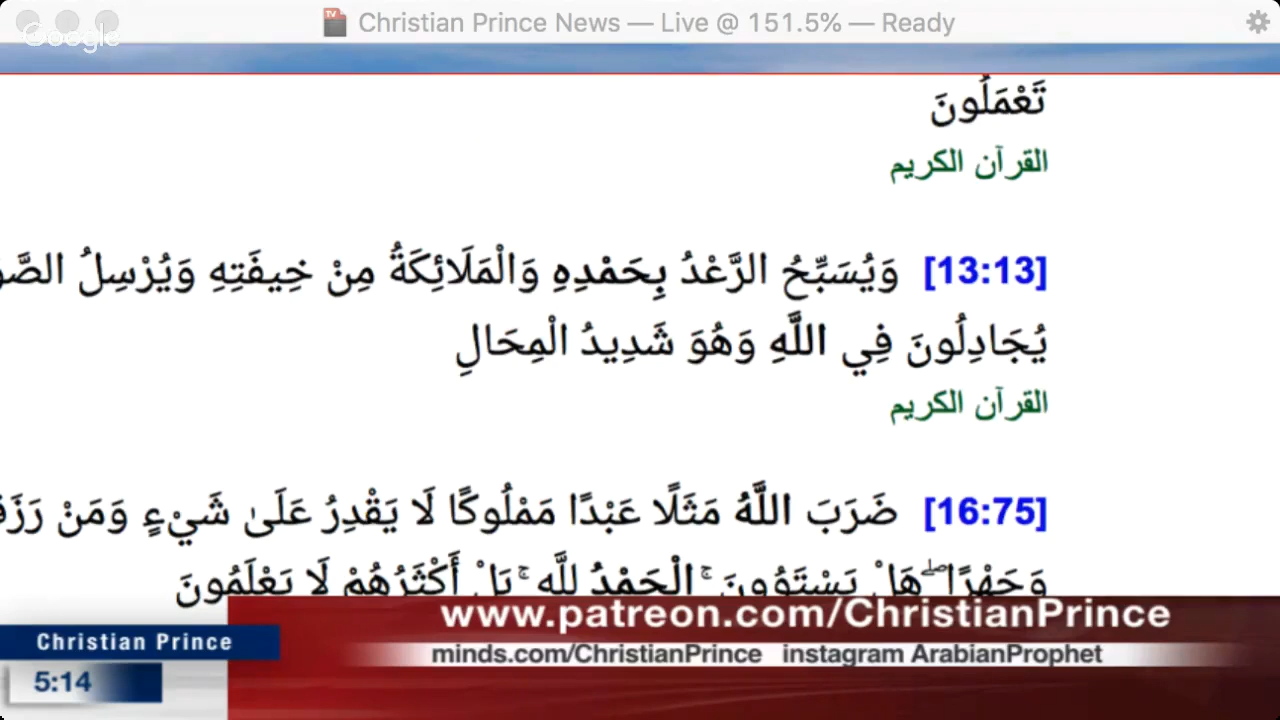 Christian Prince News — Live @ 151.5% — Ready
Google
تَعْمَلُونَ
القرآن الكريم
[13:13] وَيُسَبِّحُ الرَّعْدُ بِحَمْدِهِ وَالْمَلَائِكَةُ مِنْ خِيفَتِهِ وَيُرْسِلُ
يُجَادِلُونَ فِي اللَّهِ وَهُوَ شَدِيدُ الْمِحَالِ
القرآن الكريم
[16:75] ضَرَبَ اللَّهُ مَثَلًا عَبْدًا مَمْلُوكًا لَا يَقْدِرُ عَلَىٰ شَيْءٍ وَمَنْ
وَجَهْرًا ۖ هَلْ يَسْتَوُونَ ۚ الْحَمْدُ لِلَّهِ ۚ بَلْ أَكْثَرُهُمْ لَا يَعْلَمُونَ
www.patreon.com/ChristianPrince
Christian Prince
minds.com/ChristianPrince instagram ArabianProphet
5:14